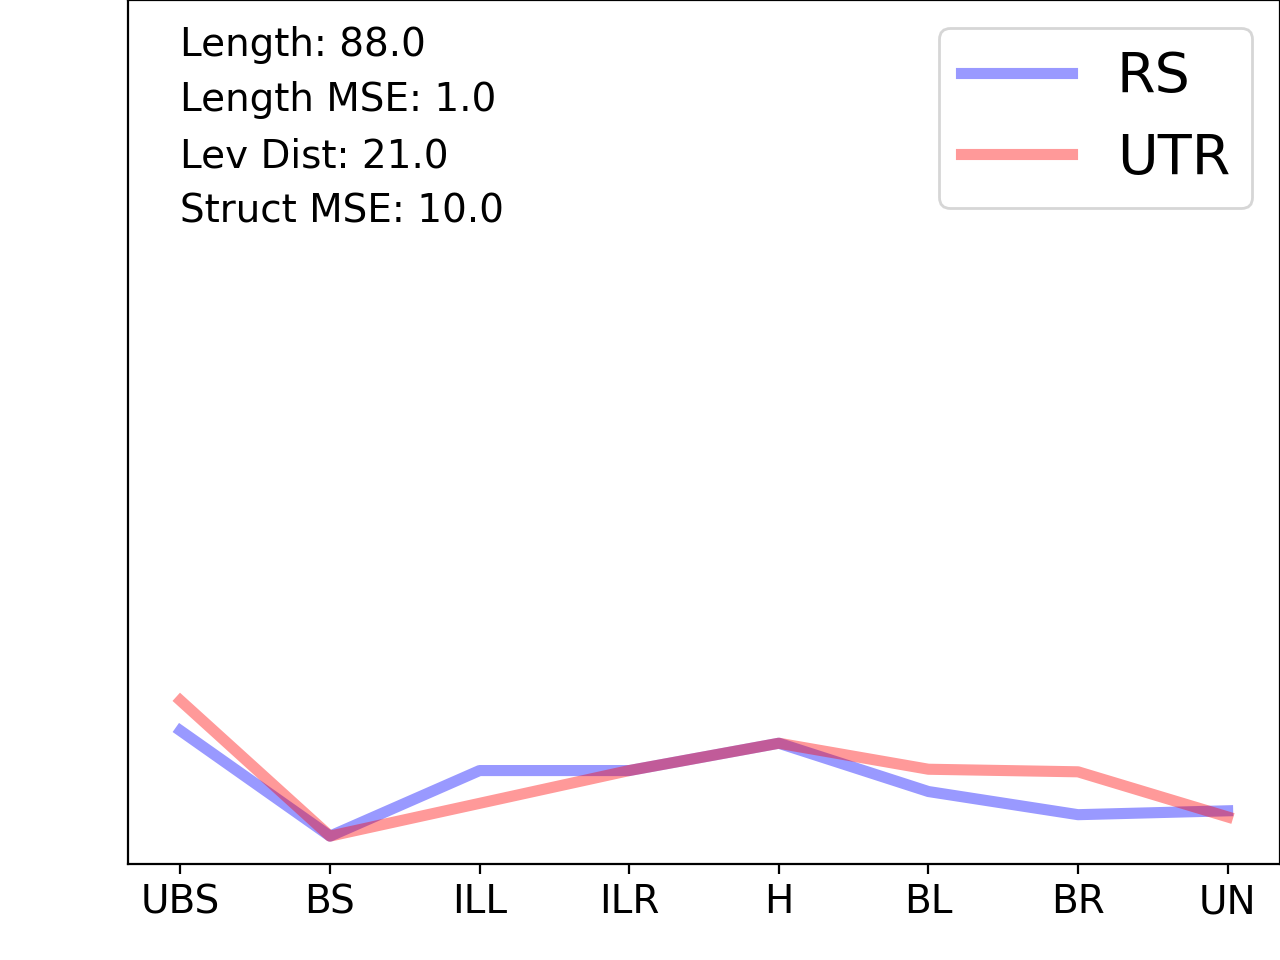 Length: 88.0
Length MSE: 1.0
Lev Dist: 21.0
Struct MSE: 10.0
RS
UTR
UBS BS ILL ILR H BL BR UN